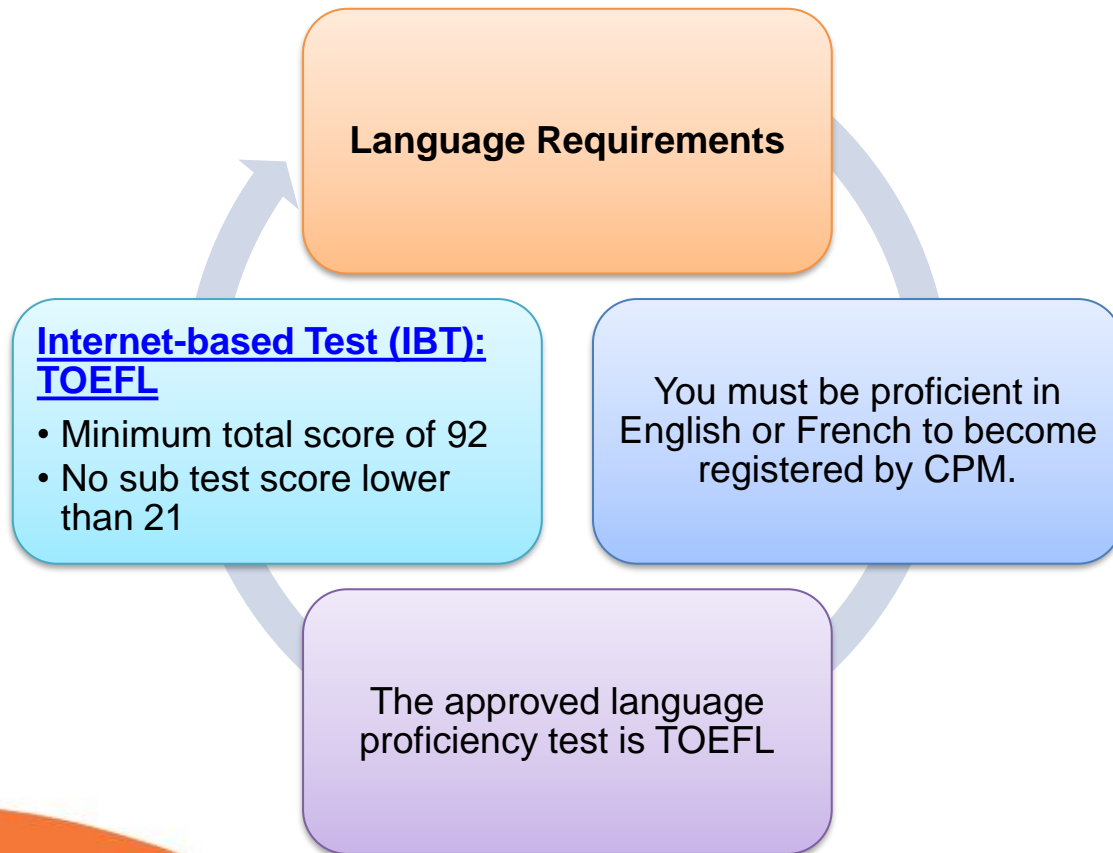 Language Requirements
You must be proficient in
English or French to become
registered by CPM.
The approved language
proficiency test is TOEFL
Internet-based Test (IBT):
TOEFL
• Minimum total score of 92
• No sub test score lower
than 21